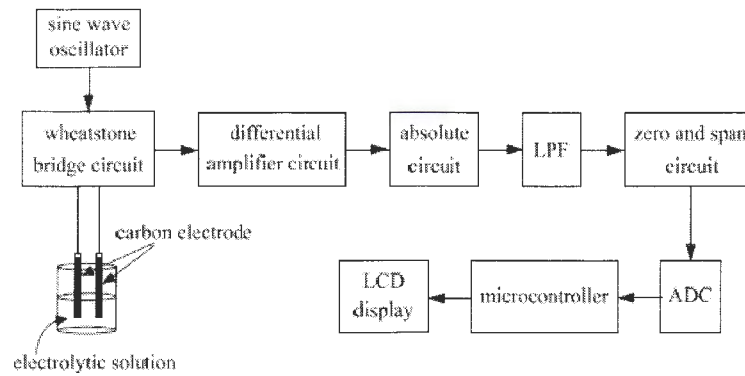 sine wave
oscillator
wheatstone
bridge circuit
differential
amplifier circuit
absolute
circuit
LPF
zero and span
circuit
carbon electrode
LCD
display
microcontroller
ADC
electrolytic solution